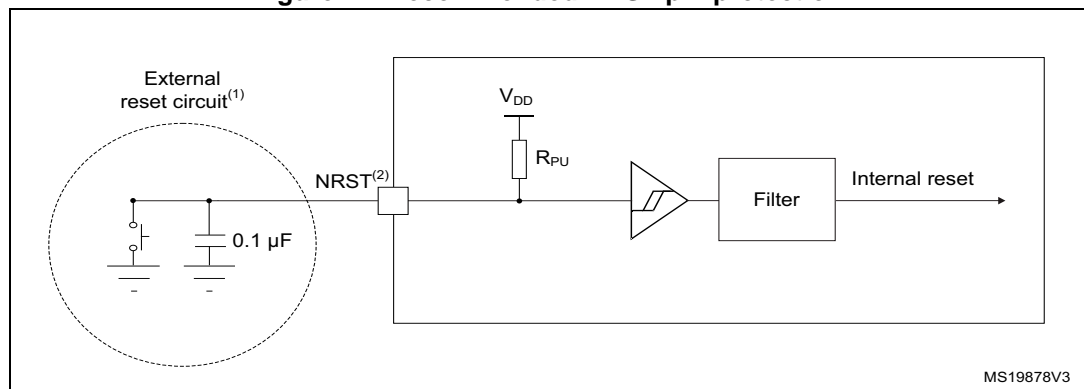 External
reset circuit(1)
VDD
RPU
NRST(2)
Filter
Internal reset
0.1 µF
MS19878V3